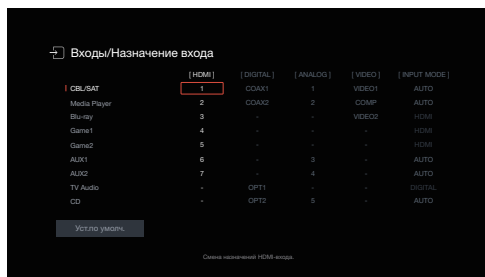 Входы/Назначение входа
[ HDMI ] [ DIGITAL ] [ ANALOG ] [ VIDEO ] [ INPUT MODE ]
CBL/SAT 1 COAX1 1 VIDEO1 AUTO
Media Player 2 COAX2 2 COMP AUTO
Blu-ray 3 - - VIDEO2 HDMI
Game1 4 - - - HDMI
Game2 5 - - - HDMI
AUX1 6 - 3 - AUTO
AUX2 7 - 4 - AUTO
TV Audio - OPT1 - - DIGITAL
CD - OPT2 5 - AUTO
Уст.по умолч.
Смена назначений HDMI-входа.